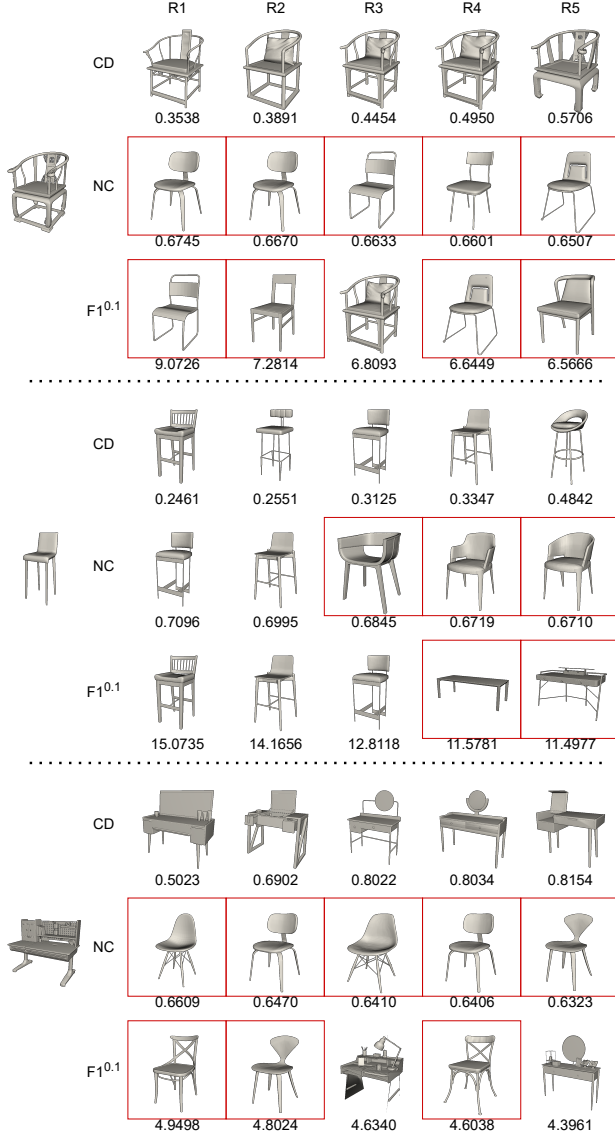 R1 R2 R3 R4 R5
CD
0.3538 0.3891 0.4454 0.4950 0.5706
NC
0.6745 0.6670 0.6633 0.6601 0.6507
F1^0.1
9.0726 7.2814 6.8093 6.6449 6.5666
CD
0.2461 0.2551 0.3125 0.3347 0.4842
NC
0.7096 0.6995 0.6845 0.6719 0.6710
F1^0.1
15.0735 14.1656 12.8118 11.5781 11.4977
CD
0.5023 0.6902 0.8022 0.8034 0.8154
NC
0.6609 0.6470 0.6410 0.6406 0.6323
F1^0.1
4.9498 4.8024 4.6340 4.6038 4.3961